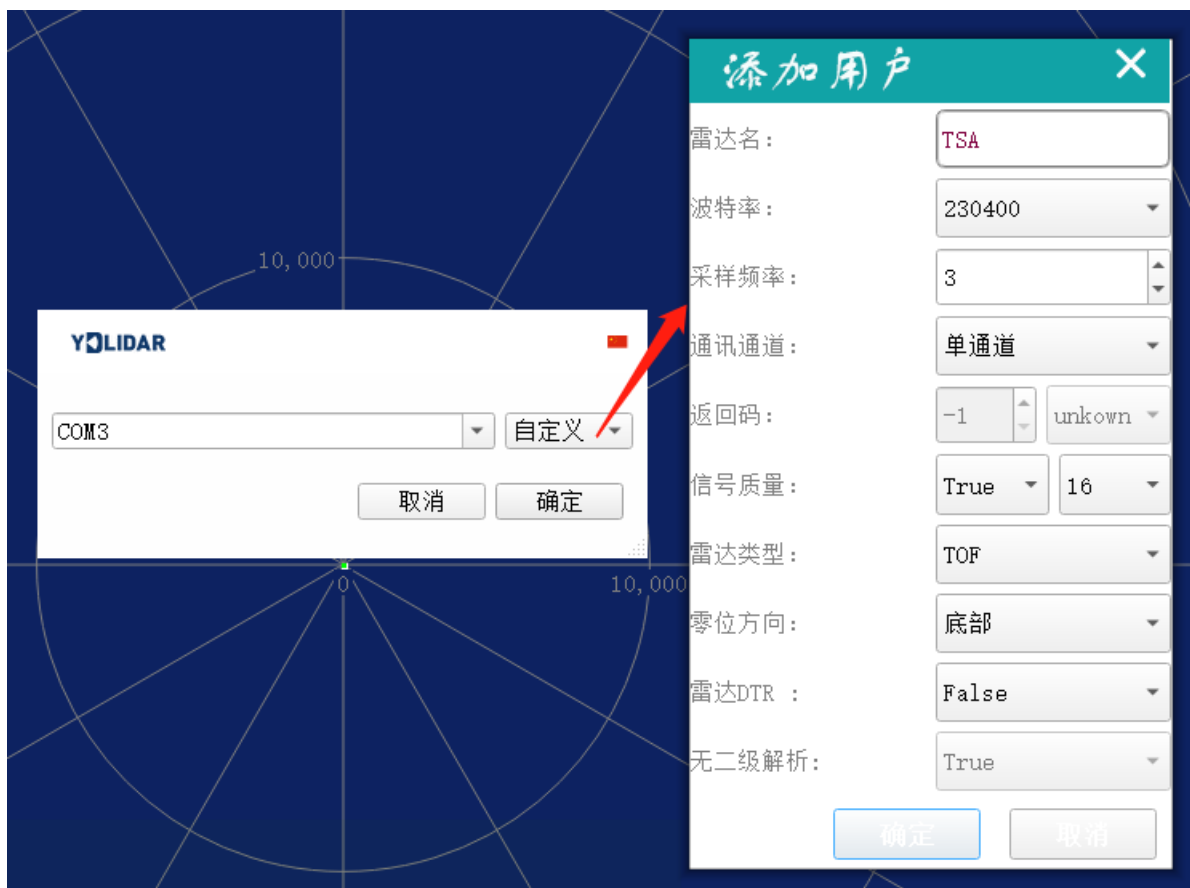 10,000
YDLIDAR
COM3
自定义
取消
确定
0
10,000
添加用户
雷达名：
TSA
波特率：
230400
采样频率：
3
通讯通道：
单通道
返回码：
-1
unkown
信号质量：
True
16
雷达类型：
TOF
零位方向：
底部
雷达DTR ：
False
无二级解析：
True
确定
取消